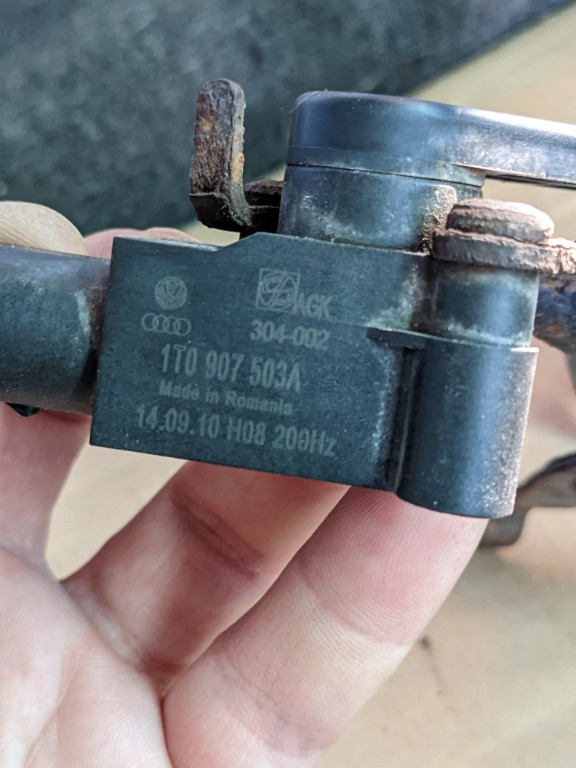 AGK
304-002
1T0 907 503A
Made in Romania
14.09.10 H08 200Hz